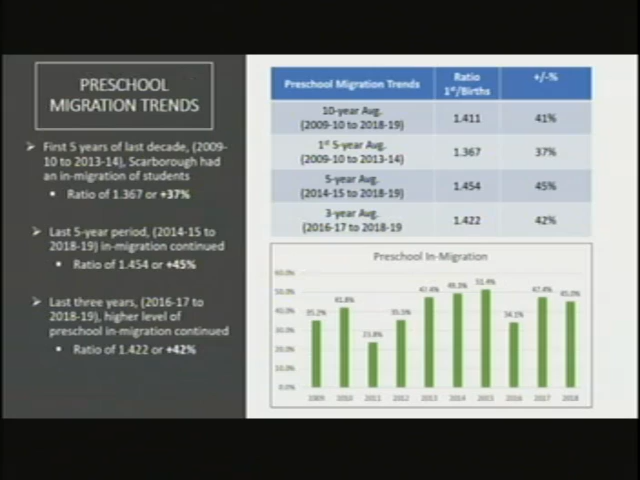 PRESCHOOL
MIGRATION TRENDS
➢ First 5 years of last decade, (2009-
10 to 2013-14), Scarborough had
an in-migration of students
▪ Ratio of 1.367 or +37%
➢ Last 5-year period, (2014-15 to
2018-19) in-migration continued
▪ Ratio of 1.454 or +45%
➢ Last three years, (2016-17 to
2018-19), higher level of
preschool in-migration continued
▪ Ratio of 1.422 or +42%
Preschool Migration Trends Ratio 1st/Births +/-%
10-year Avg.
(2009-10 to 2018-19) 1.411 41%
1st 5-year Avg.
(2009-10 to 2013-14) 1.367 37%
5-year Avg.
(2014-15 to 2018-19) 1.454 45%
3-year Avg.
(2016-17 to 2018-19 1.422 42%
Preschool In-Migration
60.0%
50.0%
40.0%
30.0%
20.0%
10.0%
0.0%
35.2% 41.8% 23.8% 35.5% 47.4% 49.3% 51.4% 34.1% 47.4% 45.0%
2010 2011 2012 2013 2014 2015 2016 2017 2018